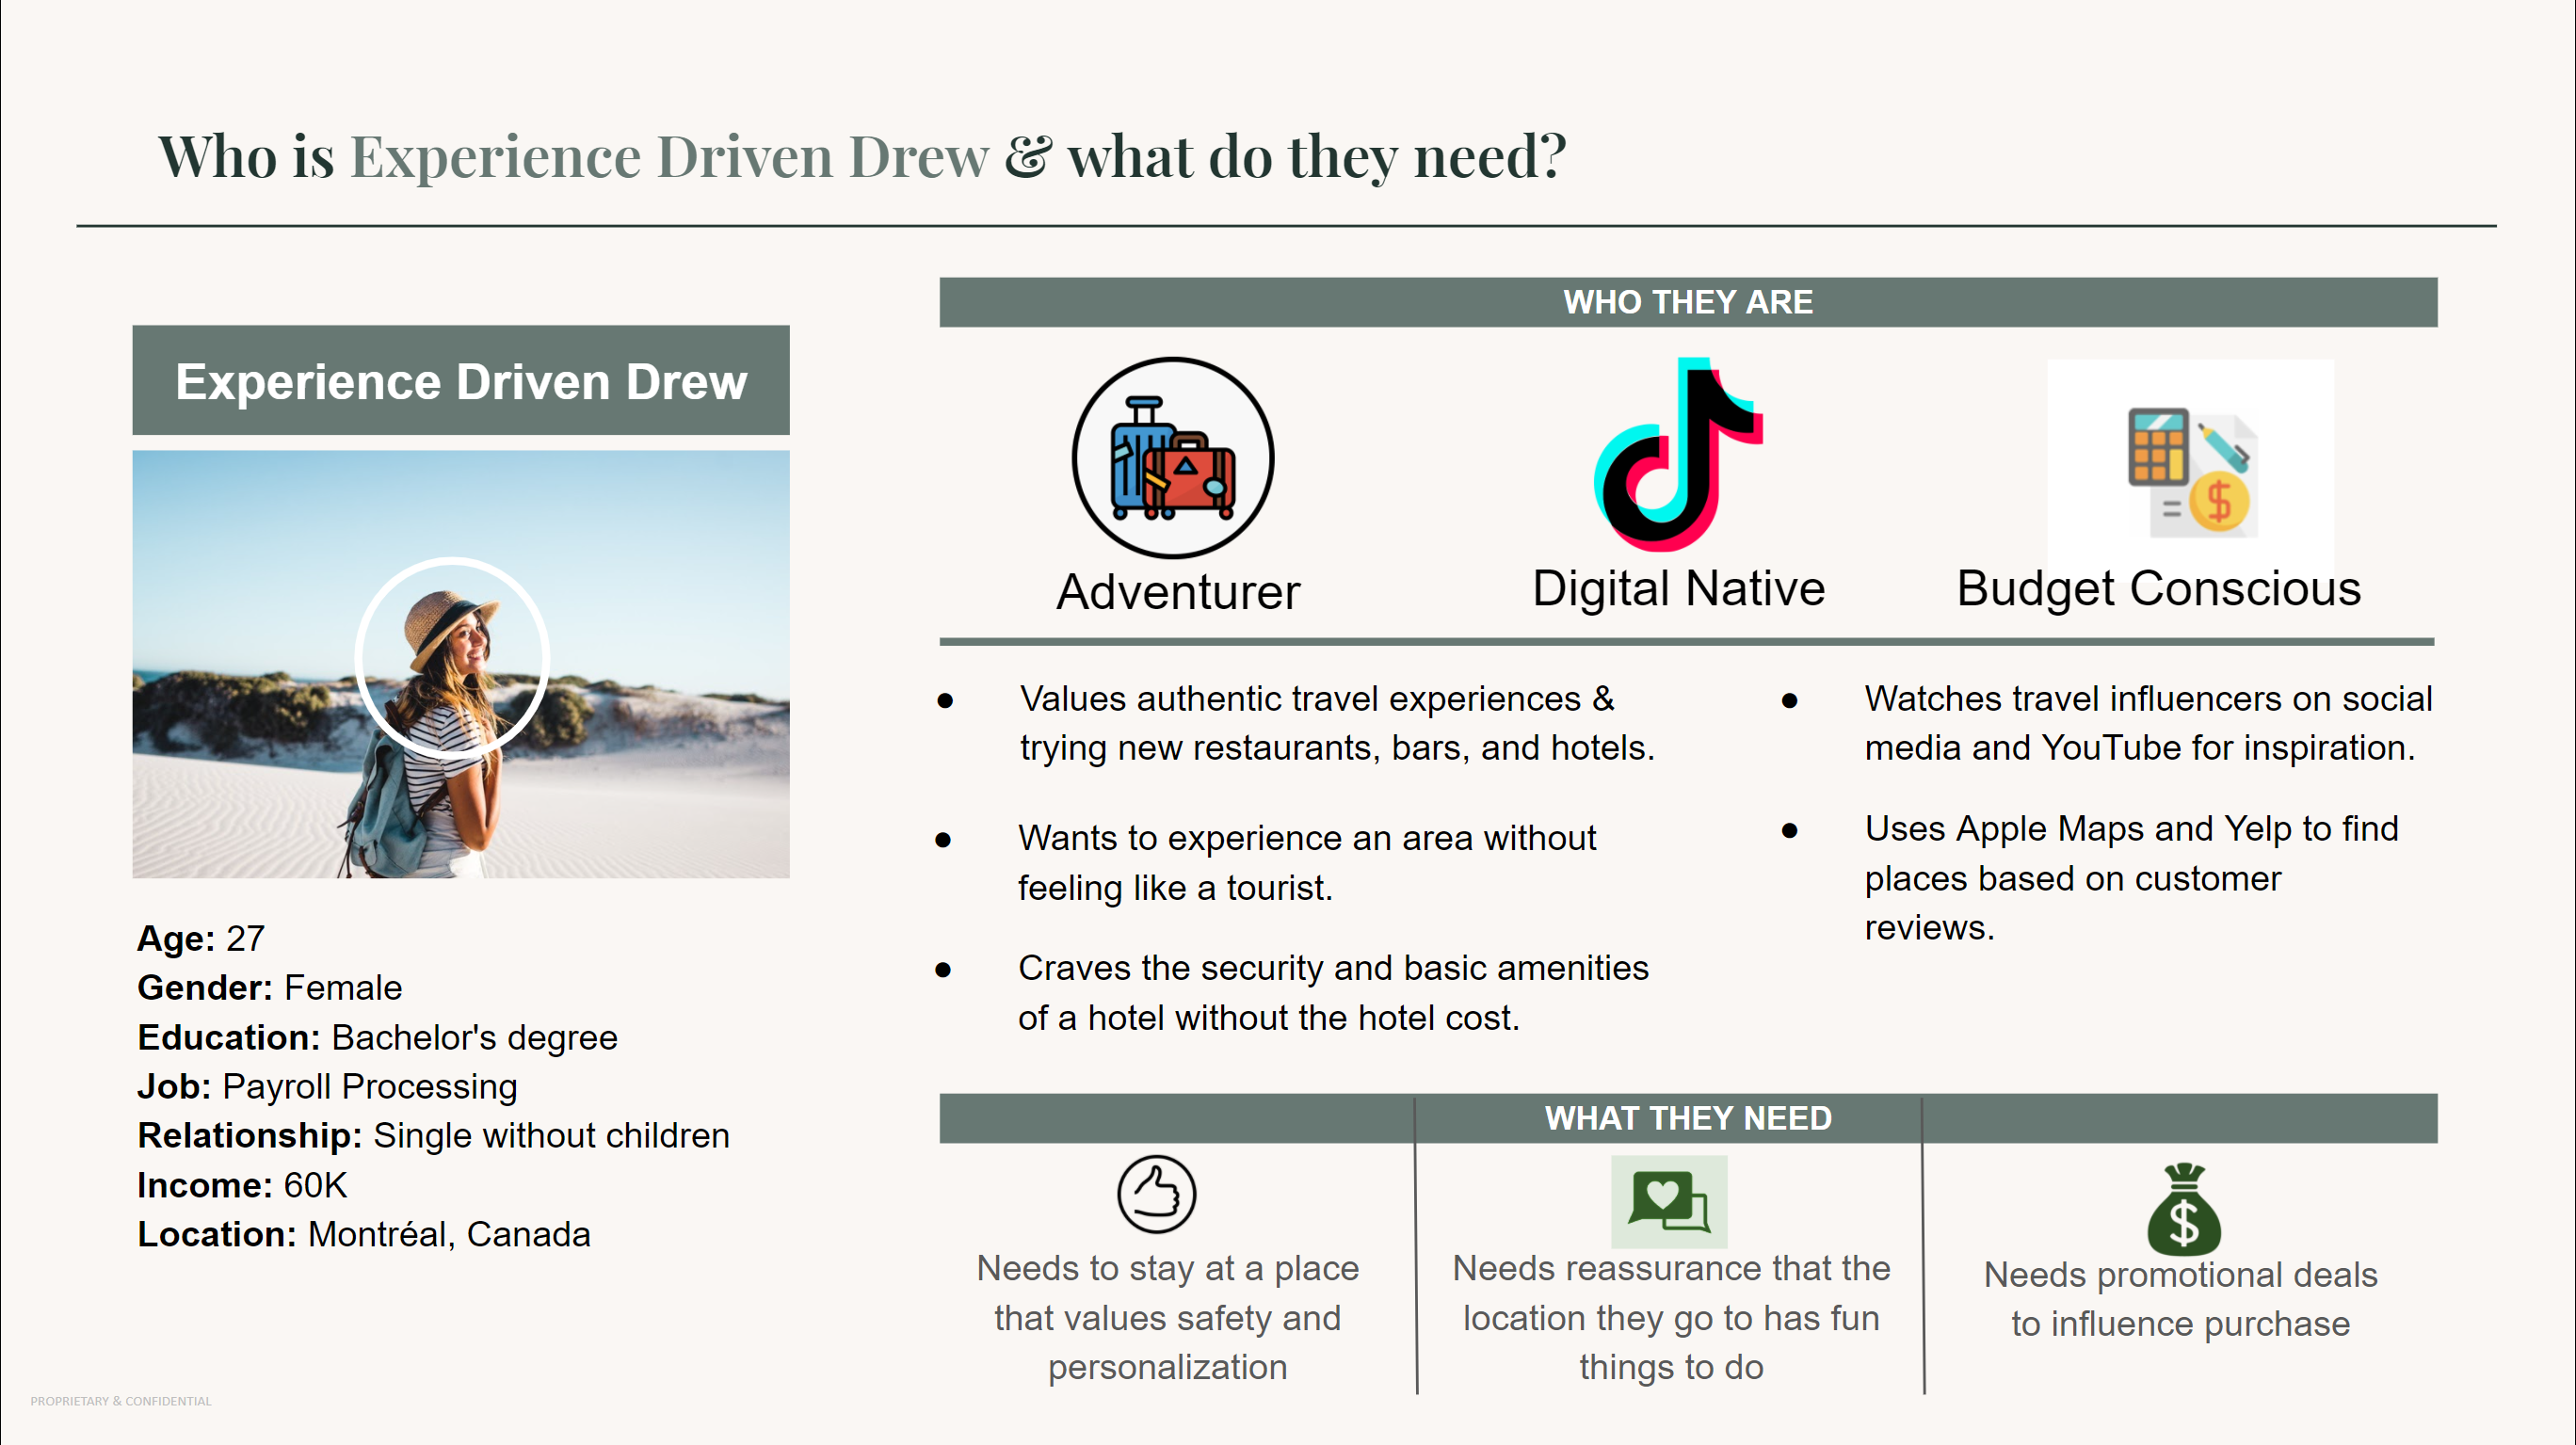 Who is Experience Driven Drew & what do they need?
Experience Driven Drew
Age: 27
Gender: Female
Education: Bachelor's degree
Job: Payroll Processing
Relationship: Single without children
Income: 60K
Location: Montréal, Canada
WHO THEY ARE
Adventurer
Digital Native
Budget Conscious
● Values authentic travel experiences &
trying new restaurants, bars, and hotels.
● Wants to experience an area without
feeling like a tourist.
● Craves the security and basic amenities
of a hotel without the hotel cost.
● Watches travel influencers on social
media and YouTube for inspiration.
● Uses Apple Maps and Yelp to find
places based on customer
reviews.
WHAT THEY NEED
Needs to stay at a place
that values safety and
personalization
Needs reassurance that the
location they go to has fun
things to do
$
Needs promotional deals
to influence purchase
PROPRIETARY & CONFIDENTIAL